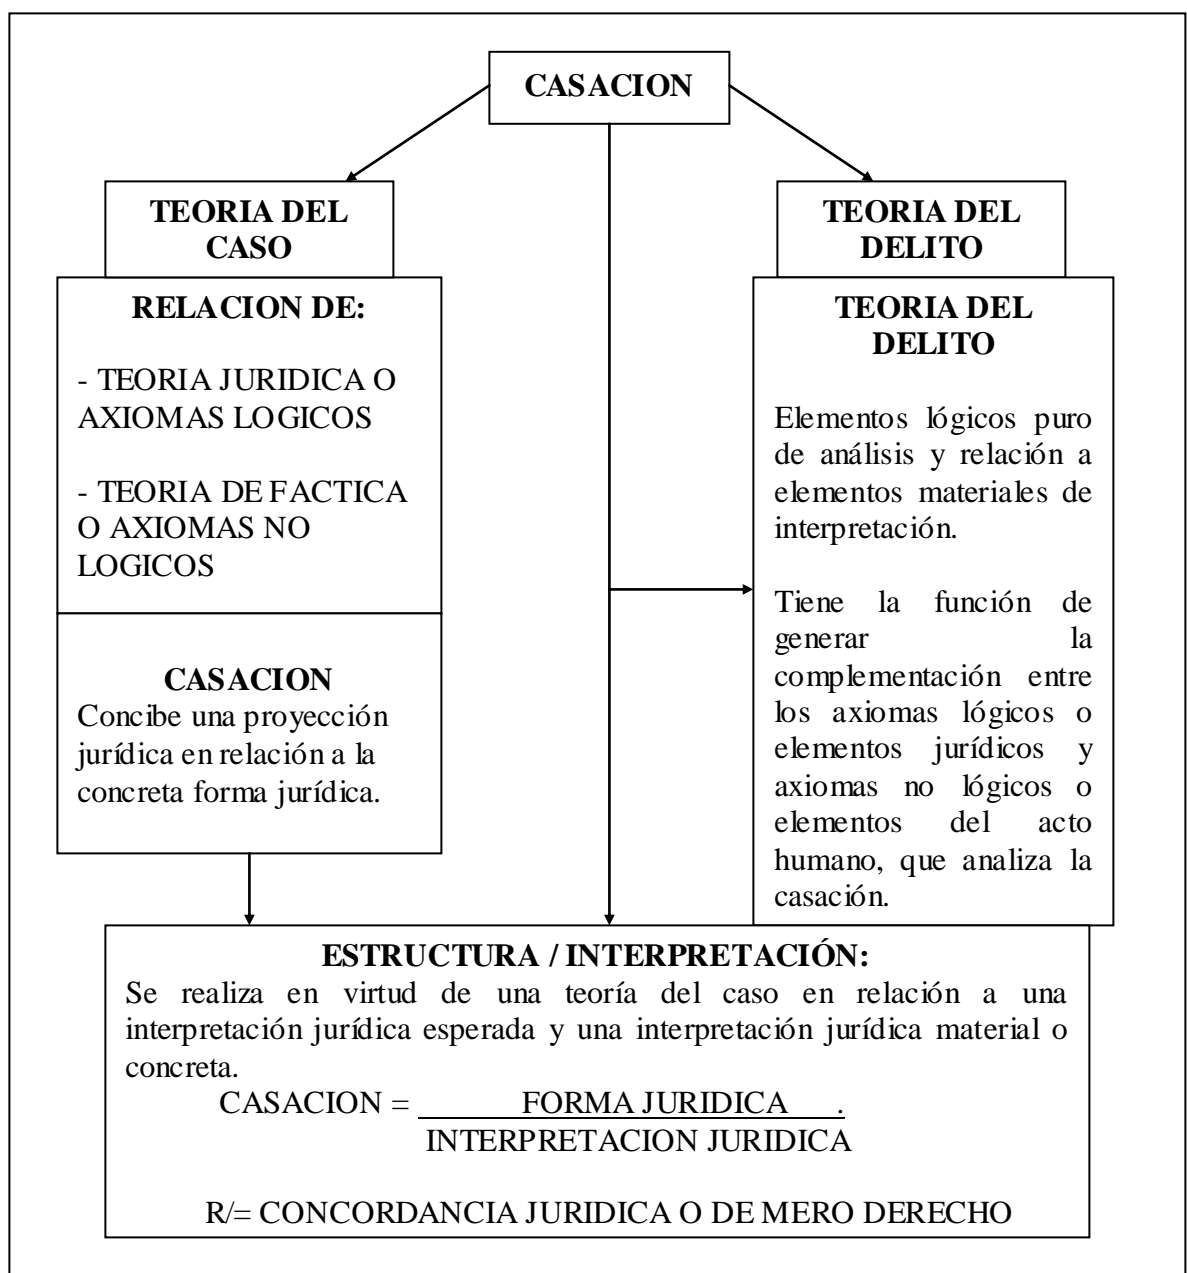 CASACION
TEORIA DEL
CASO
RELACION DE:
- TEORIA JURIDICA O
AXIOMAS LOGICOS
- TEORIA DE FACTICA
O AXIOMAS NO
LOGICOS
CASACION
Concibe una proyección
jurídica en relación a la
concreta forma jurídica.
TEORIA DEL
DELITO
TEORIA DEL
DELITO
Elementos lógicos puro
de análisis y relación a
elementos materiales de
interpretación.
Tiene la función de
generar la
complementación entre
los axiomas lógicos o
elementos jurídicos y
axiomas no lógicos o
elementos del acto
humano, que analiza la
casación.
ESTRUCTURA / INTERPRETACIÓN:
Se realiza en virtud de una teoría del caso en relación a una
interpretación jurídica esperada y una interpretación jurídica material o
concreta.
CASACION = FORMA JURIDICA .
INTERPRETACION JURIDICA
R/= CONCORDANCIA JURIDICA O DE MERO DERECHO